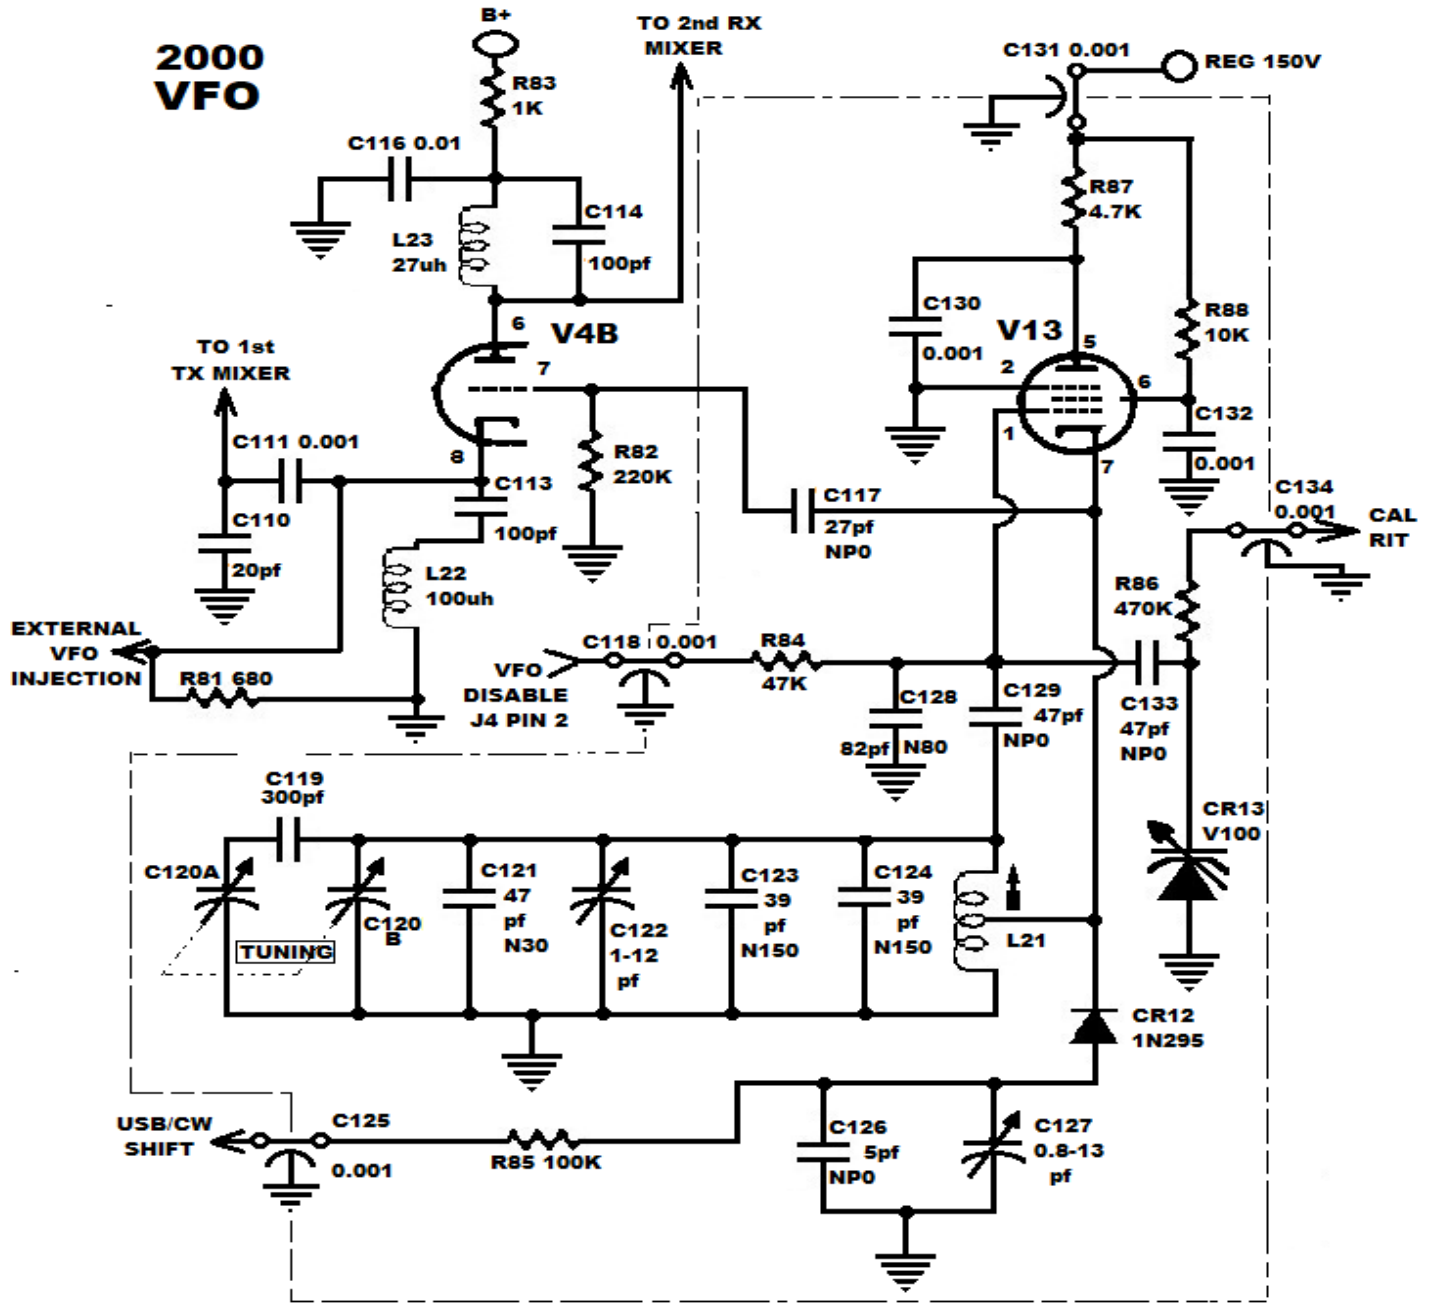 2000
VFO
B+
R83
1K
TO 2nd RX
MIXER
C131 0.001
REG 150V
C116 0.01
C114
100pf
L23
27uh
R87
4.7K
R88
10K
C130
0.001
V13
5
2
6
1
7
C132
0.001
TO 1st
TX MIXER
6
V4B
7
8
C111 0.001
C110
20pf
C113
100pf
R82
220K
C117
27pf
NP0
C134
0.001
CAL
RIT
L22
100uh
R86
470K
EXTERNAL
VFO
INJECTION
R81 680
C118 0.001
VFO
DISABLE
J4 PIN 2
R84
47K
C128
82pf N80
C129
47pf
NP0
C133
47pf
NP0
C119
300pf
CR13
V100
C120A
C120
B
TUNING
C121
47
pf
N30
C122
1-12
pf
C123
39
pf
N150
C124
39
pf
N150
L21
CR12
1N295
USB/CW
SHIFT
C125
0.001
R85 100K
C126
5pf
NP0
C127
0.8-13
pf